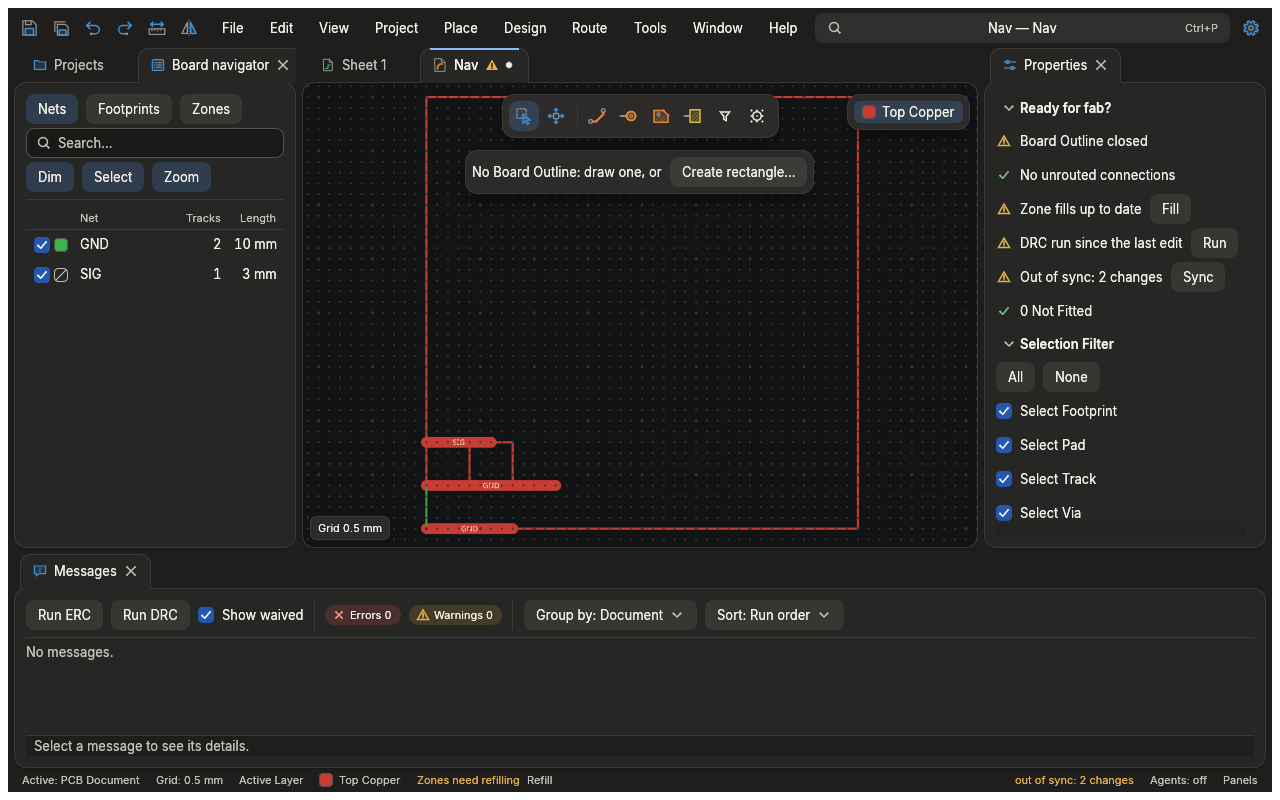 File Edit View Project Place Design Route Tools Window Help Nav — Nav Ctrl+P
Projects Board navigator Sheet 1 Nav Properties
Nets Footprints Zones
Search...
Dim Select Zoom
Net Tracks Length
GND 2 10 mm
SIG 1 3 mm
Top Copper
No Board Outline: draw one, or Create rectangle...
SIG
GND
GND
Grid 0.5 mm
Ready for fab?
Board Outline closed
No unrouted connections
Zone fills up to date Fill
DRC run since the last edit Run
Out of sync: 2 changes Sync
0 Not Fitted
Selection Filter
All None
Select Footprint
Select Pad
Select Track
Select Via
Messages
Run ERC Run DRC Show waived Errors 0 Warnings 0 Group by: Document Sort: Run order
No messages.
Select a message to see its details.
Active: PCB Document Grid: 0.5 mm Active Layer Top Copper Zones need refilling Refill out of sync: 2 changes Agents: off Panels